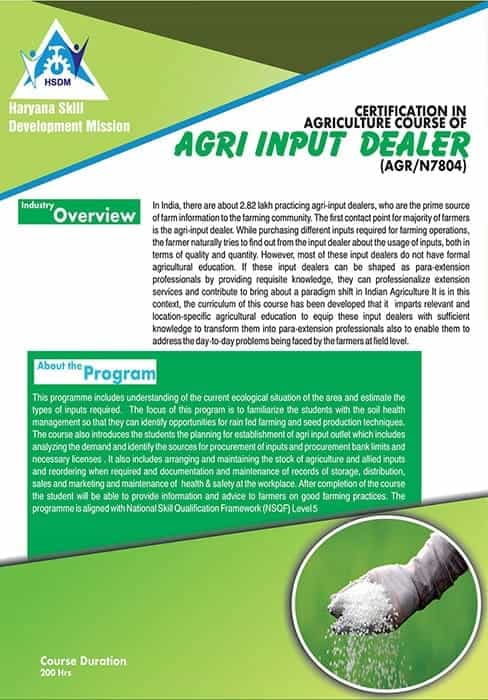 HSDM
Haryana Skill
Development Mission
CERTIFICATION IN
AGRICULTURE COURSE OF
AGRI INPUT DEALER
(AGR/N7804)
Industry
Overview
In India, there are about 2.82 lakh practicing agri-input dealers, who are the prime source
of farm information to the farming community. The first contact point for majority of farmers
is the agri-input dealer. While purchasing different inputs required for farming operations,
the farmer naturally tries to find out from the input dealer about the usage of inputs, both in
terms of quality and quantity. However, most of these input dealers do not have formal
agricultural education. If these input dealers can be shaped as para-extension
professionals by providing requisite knowledge, they can professionalize extension
services and contribute to bring about a paradigm shift in Indian Agriculture It is in this
context, the curriculum of this course has been developed that it imparts relevant and
location-specific agricultural education to equip these input dealers with sufficient
knowledge to transform them into para-extension professionals also to enable them to
address the day-to-day problems being faced by the farmers at field level.
About the
Program
This programme includes understanding of the current ecological situation of the area and estimate the
types of inputs required. The focus of this program is to familiarize the students with the soil health
management so that they can identify opportunities for rain fed farming and seed production techniques.
The course also introduces the students the planning for establishment of agri input outlet which includes
analyzing the demand and identify the sources for procurement of inputs and procurement bank limits and
necessary licenses . It also includes arranging and maintaining the stock of agriculture and allied inputs
and reordering when required and documentation and maintenance of records of storage, distribution,
sales and marketing and maintenance of health & safety at the workplace. After completion of the course
the student will be able to provide information and advice to farmers on good farming practices. The
programme is aligned with National Skill Qualification Framework (NSQF) Level 5
Course Duration
200 Hrs